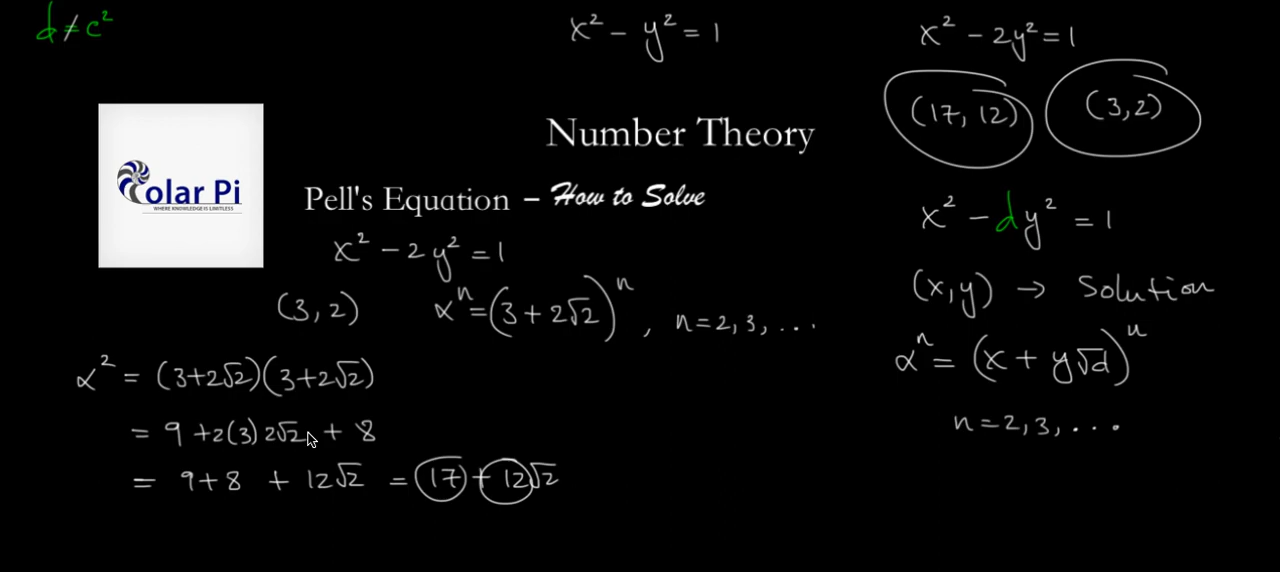 d ≠ c²
x² - y² = 1
x² - 2y² = 1
(17, 12) (3, 2)
Number Theory
olar Pi
WHERE KNOWLEDGE IS LIMITLESS
Pell's Equation – How to Solve
x² - dy² = 1
x² - 2y² = 1
(x, y) → Solution
(3, 2) αⁿ = (3 + 2√2)ⁿ, n = 2, 3, ...
αⁿ = (x + y√d)ⁿ
n = 2, 3, ...
α² = (3+2√2)(3+2√2)
= 9 + 2(3) 2√2 + 8
= 9+8 + 12√2 = 17 + 12√2